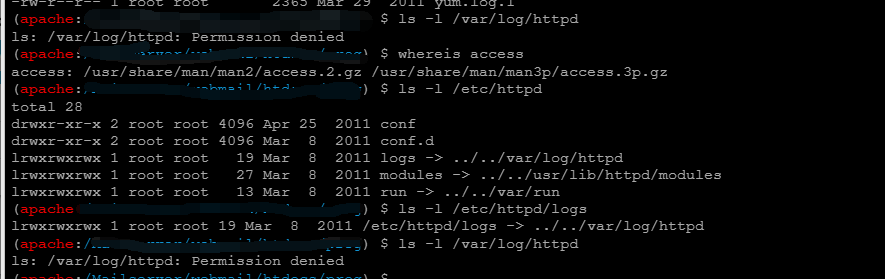 -rw-r--r-- 1 root root 2365 Mar 29 2011 yum.log.1
(apache: ) $ ls -l /var/log/httpd
ls: /var/log/httpd: Permission denied
(apache: ) $ whereis access
access: /usr/share/man/man2/access.2.gz /usr/share/man/man3p/access.3p.gz
(apache: ) $ ls -l /etc/httpd
total 28
drwxr-xr-x 2 root root 4096 Apr 25 2011 conf
drwxr-xr-x 2 root root 4096 Mar 8 2011 conf.d
lrwxrwxrwx 1 root root 19 Mar 8 2011 logs -> ../../var/log/httpd
lrwxrwxrwx 1 root root 27 Mar 8 2011 modules -> ../../usr/lib/httpd/modules
lrwxrwxrwx 1 root root 13 Mar 8 2011 run -> ../../var/run
(apache: ) $ ls -l /etc/httpd/logs
lrwxrwxrwx 1 root root 19 Mar 8 2011 /etc/httpd/logs -> ../../var/log/httpd
(apache: ) $ ls -l /var/log/httpd
ls: /var/log/httpd: Permission denied
(apache:/Mailserver/webmail/htdocs/prog) $